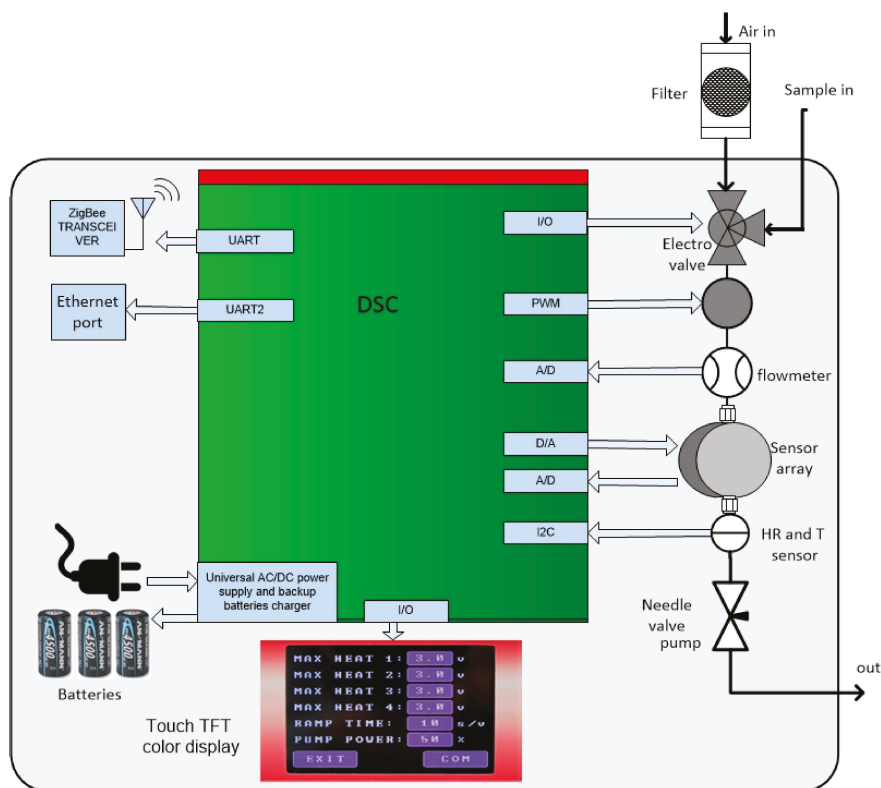 Air in
Filter
Sample in
ZigBee
TRANSCEI
VER
UART
I/O
Electro
valve
Ethernet
port
UART2
DSC
PWM
A/D
flowmeter
D/A
Sensor
array
A/D
I2C
HR and T
sensor
Universal AC/DC power
supply and backup
batteries charger
I/O
Needle
valve
pump
out
4500
4500
4500
Batteries
Touch TFT
color display
MAX HEAT 1: 3.0 v
MAX HEAT 2: 3.0 v
MAX HEAT 3: 3.0 v
MAX HEAT 4: 3.0 v
RAMP TIME: 10 s/v
PUMP POWER: 50 %
EXIT COM